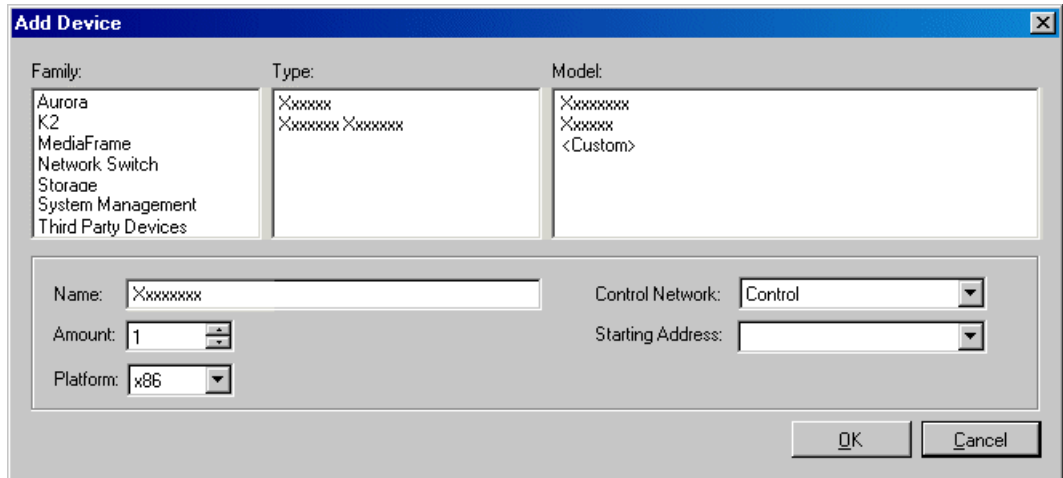 Add Device
Family:
Aurora
K2
MediaFrame
Network Switch
Storage
System Management
Third Party Devices
Type:
Xxxxxx
Xxxxxxx Xxxxxxx
Model:
Xxxxxxxx
Xxxxxx
<Custom>
Name: Xxxxxxxx
Amount: 1
Platform: x86
Control Network: Control
Starting Address:
OK
Cancel